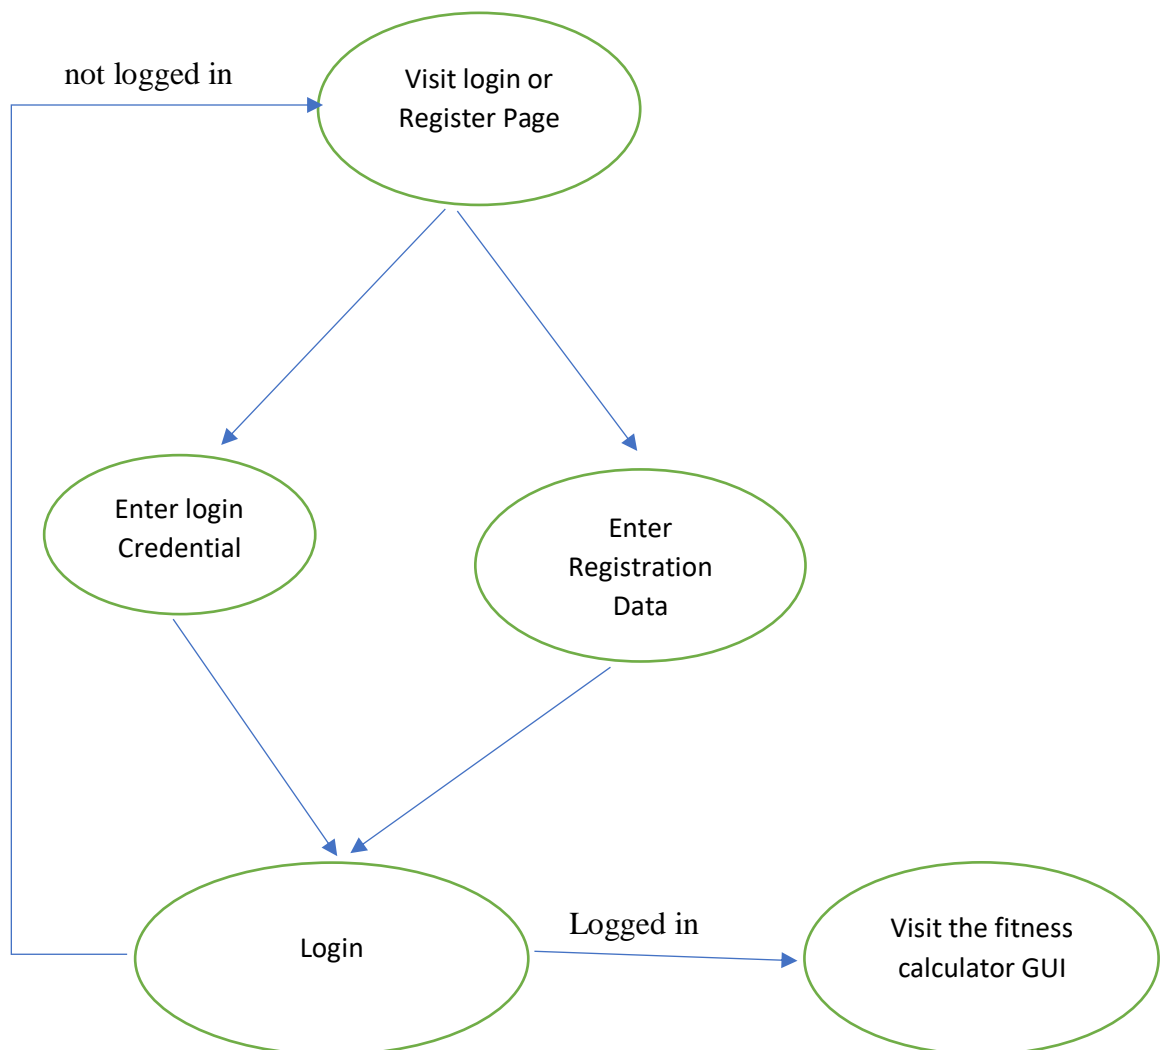 not logged in
Visit login or
Register Page
Enter login
Credential
Enter
Registration
Data
Login
Logged in
Visit the fitness
calculator GUI